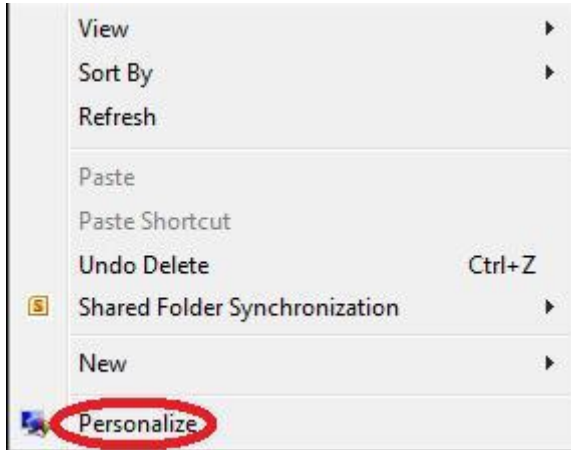 View
Sort By
Refresh
Paste
Paste Shortcut
Undo Delete Ctrl+Z
S Shared Folder Synchronization
New
Personalize